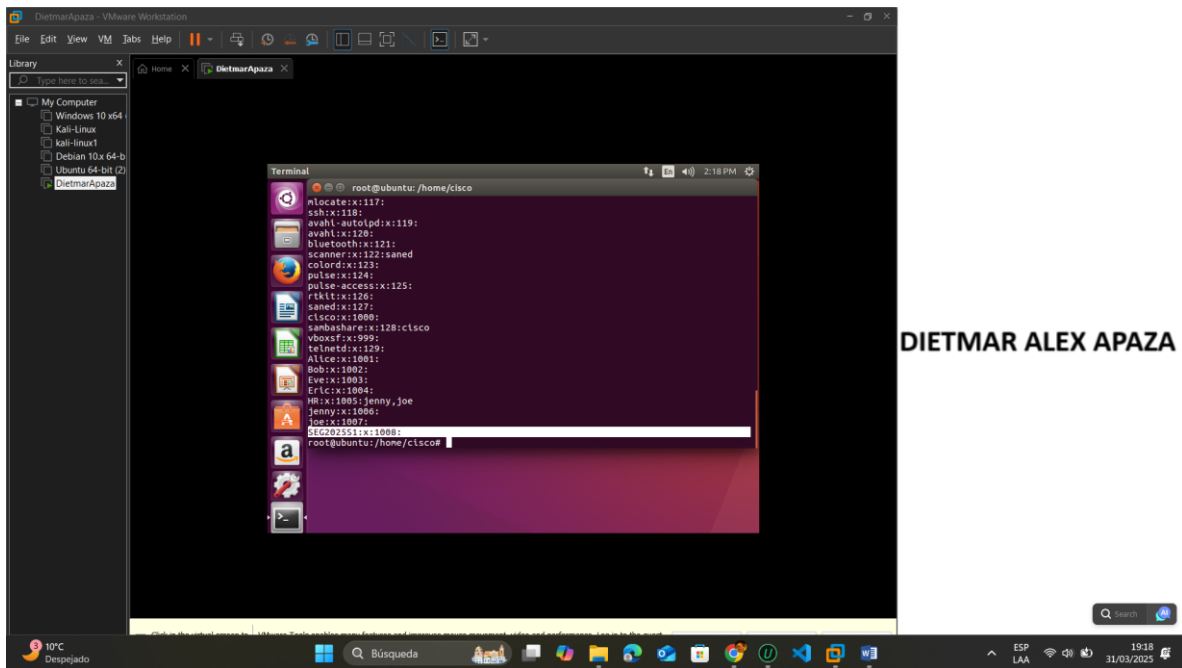 DietmarApaza - VMware Workstation
File Edit View VM Tabs Help
Library X
Type here to sea...
Home X DietmarApaza X
My Computer
Windows 10 x64
Kali-Linux
kali-linux1
Debian 10.x 64-b
Ubuntu 64-bit (2)
DietmarApaza
Terminal En 2:18 PM
root@ubuntu: /home/cisco
mlocate:x:117:
ssh:x:118:
avahi-autoipd:x:119:
avahi:x:120:
bluetooth:x:121:
scanner:x:122:saned
colord:x:123:
pulse:x:124:
pulse-access:x:125:
rtkit:x:126:
saned:x:127:
cisco:x:1000:
sambashare:x:128:cisco
vboxsf:x:999:
telnetd:x:129:
Alice:x:1001:
Bob:x:1002:
Eve:x:1003:
Eric:x:1004:
HR:x:1005:jenny,joe
jenny:x:1006:
joe:x:1007:
SEG2025S1:x:1008:
root@ubuntu:/home/cisco#
DIETMAR ALEX APAZA
Search AI
3 10°C
Despejado
Búsqueda
ESP
LAA
19:18
31/03/2025